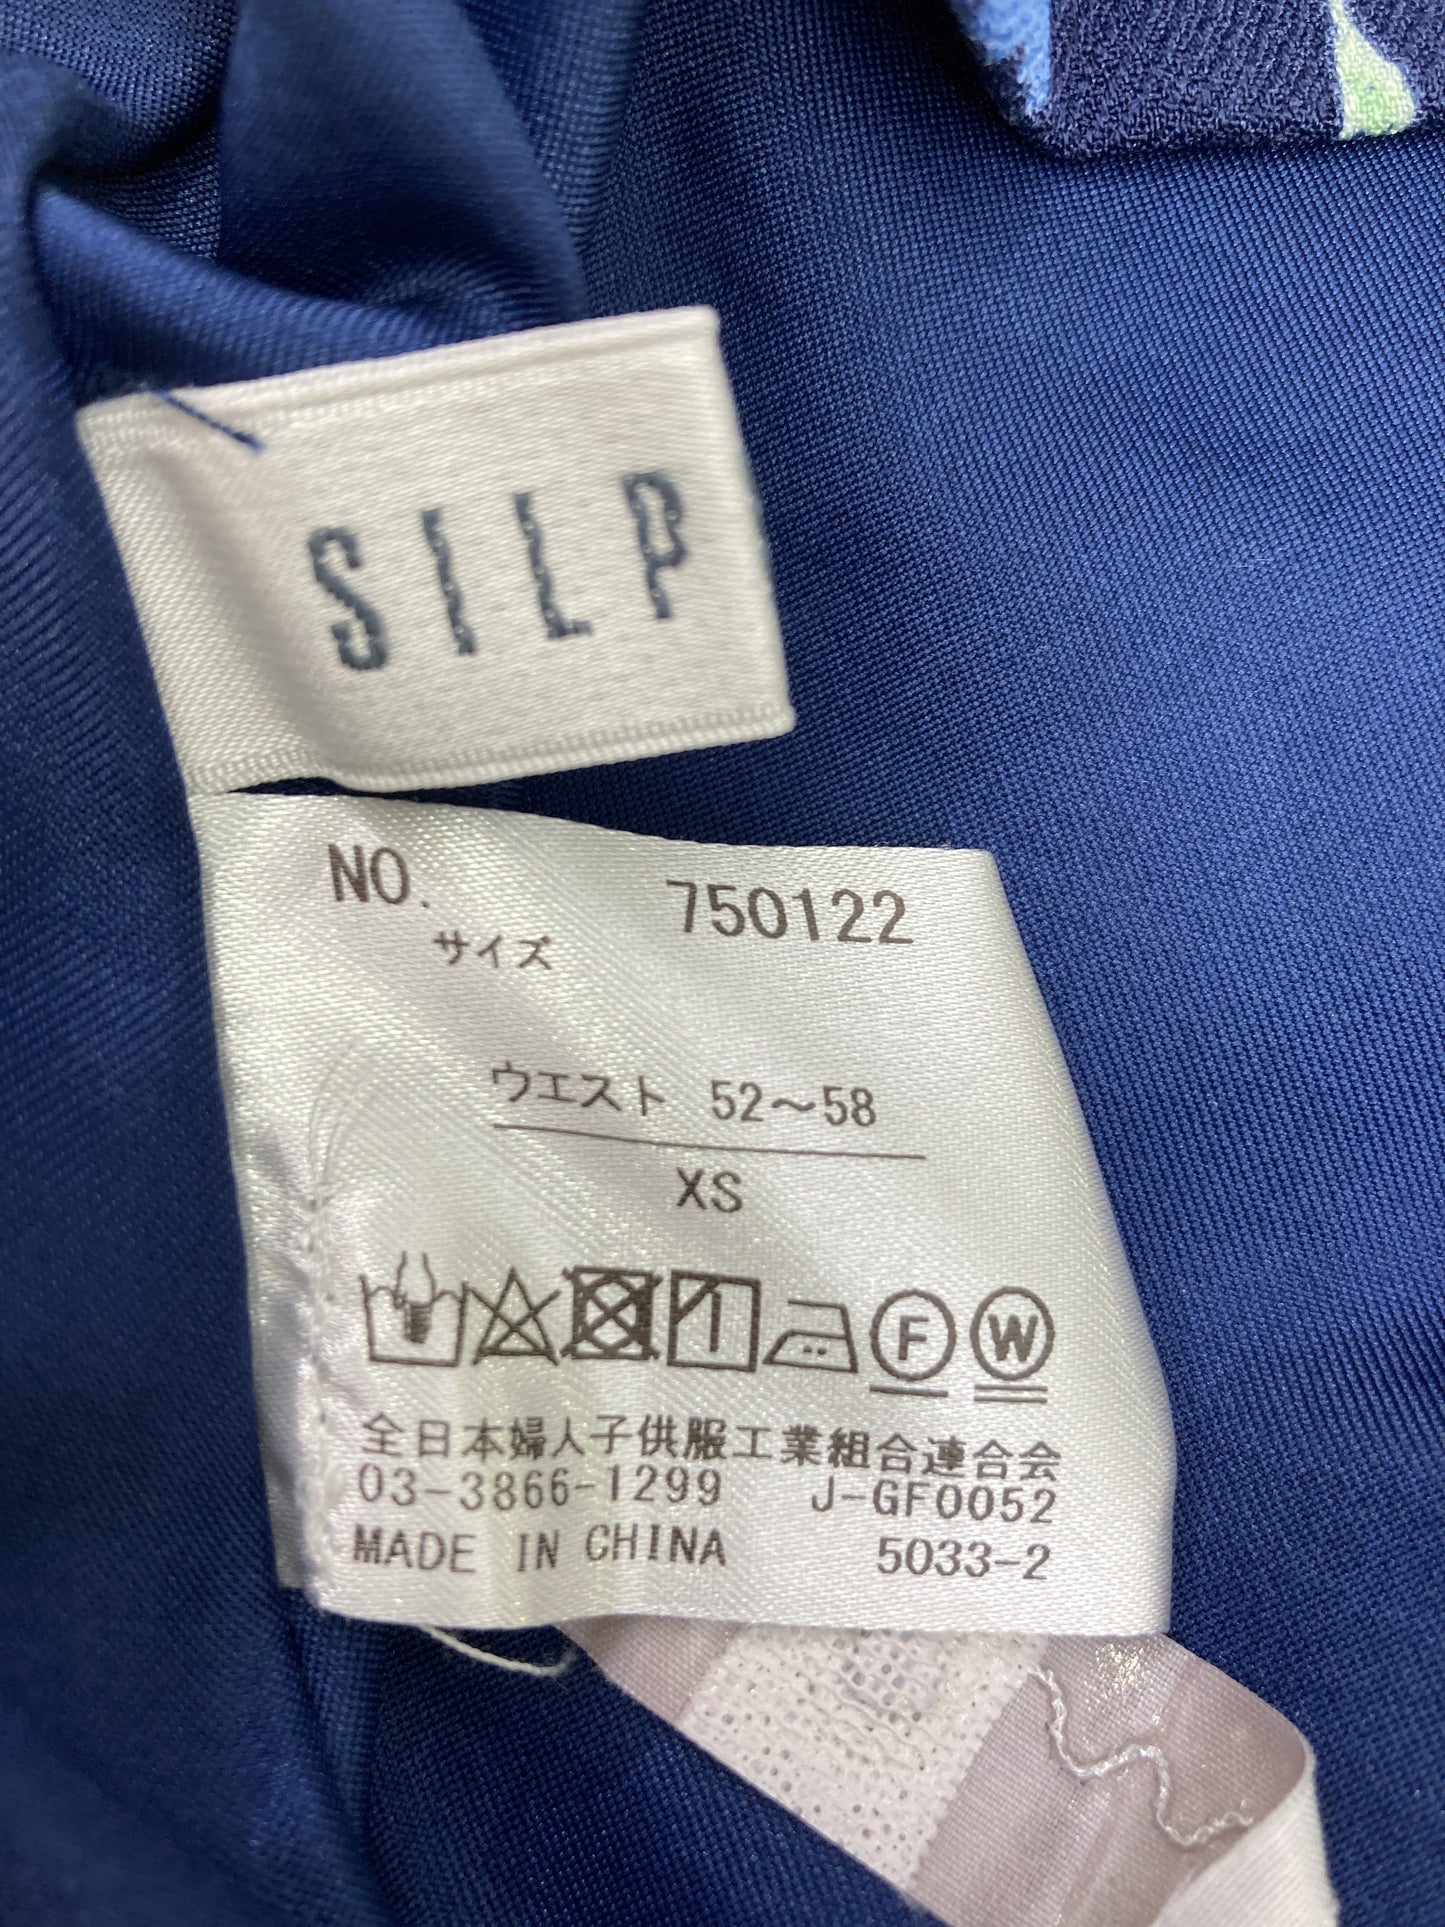 SILP
NO. 750122
サイズ
ウエスト 52~58
XS
F W
全日本婦人子供服工業組合連合会
03-3866-1299 J-GF0052
MADE IN CHINA 5033-2